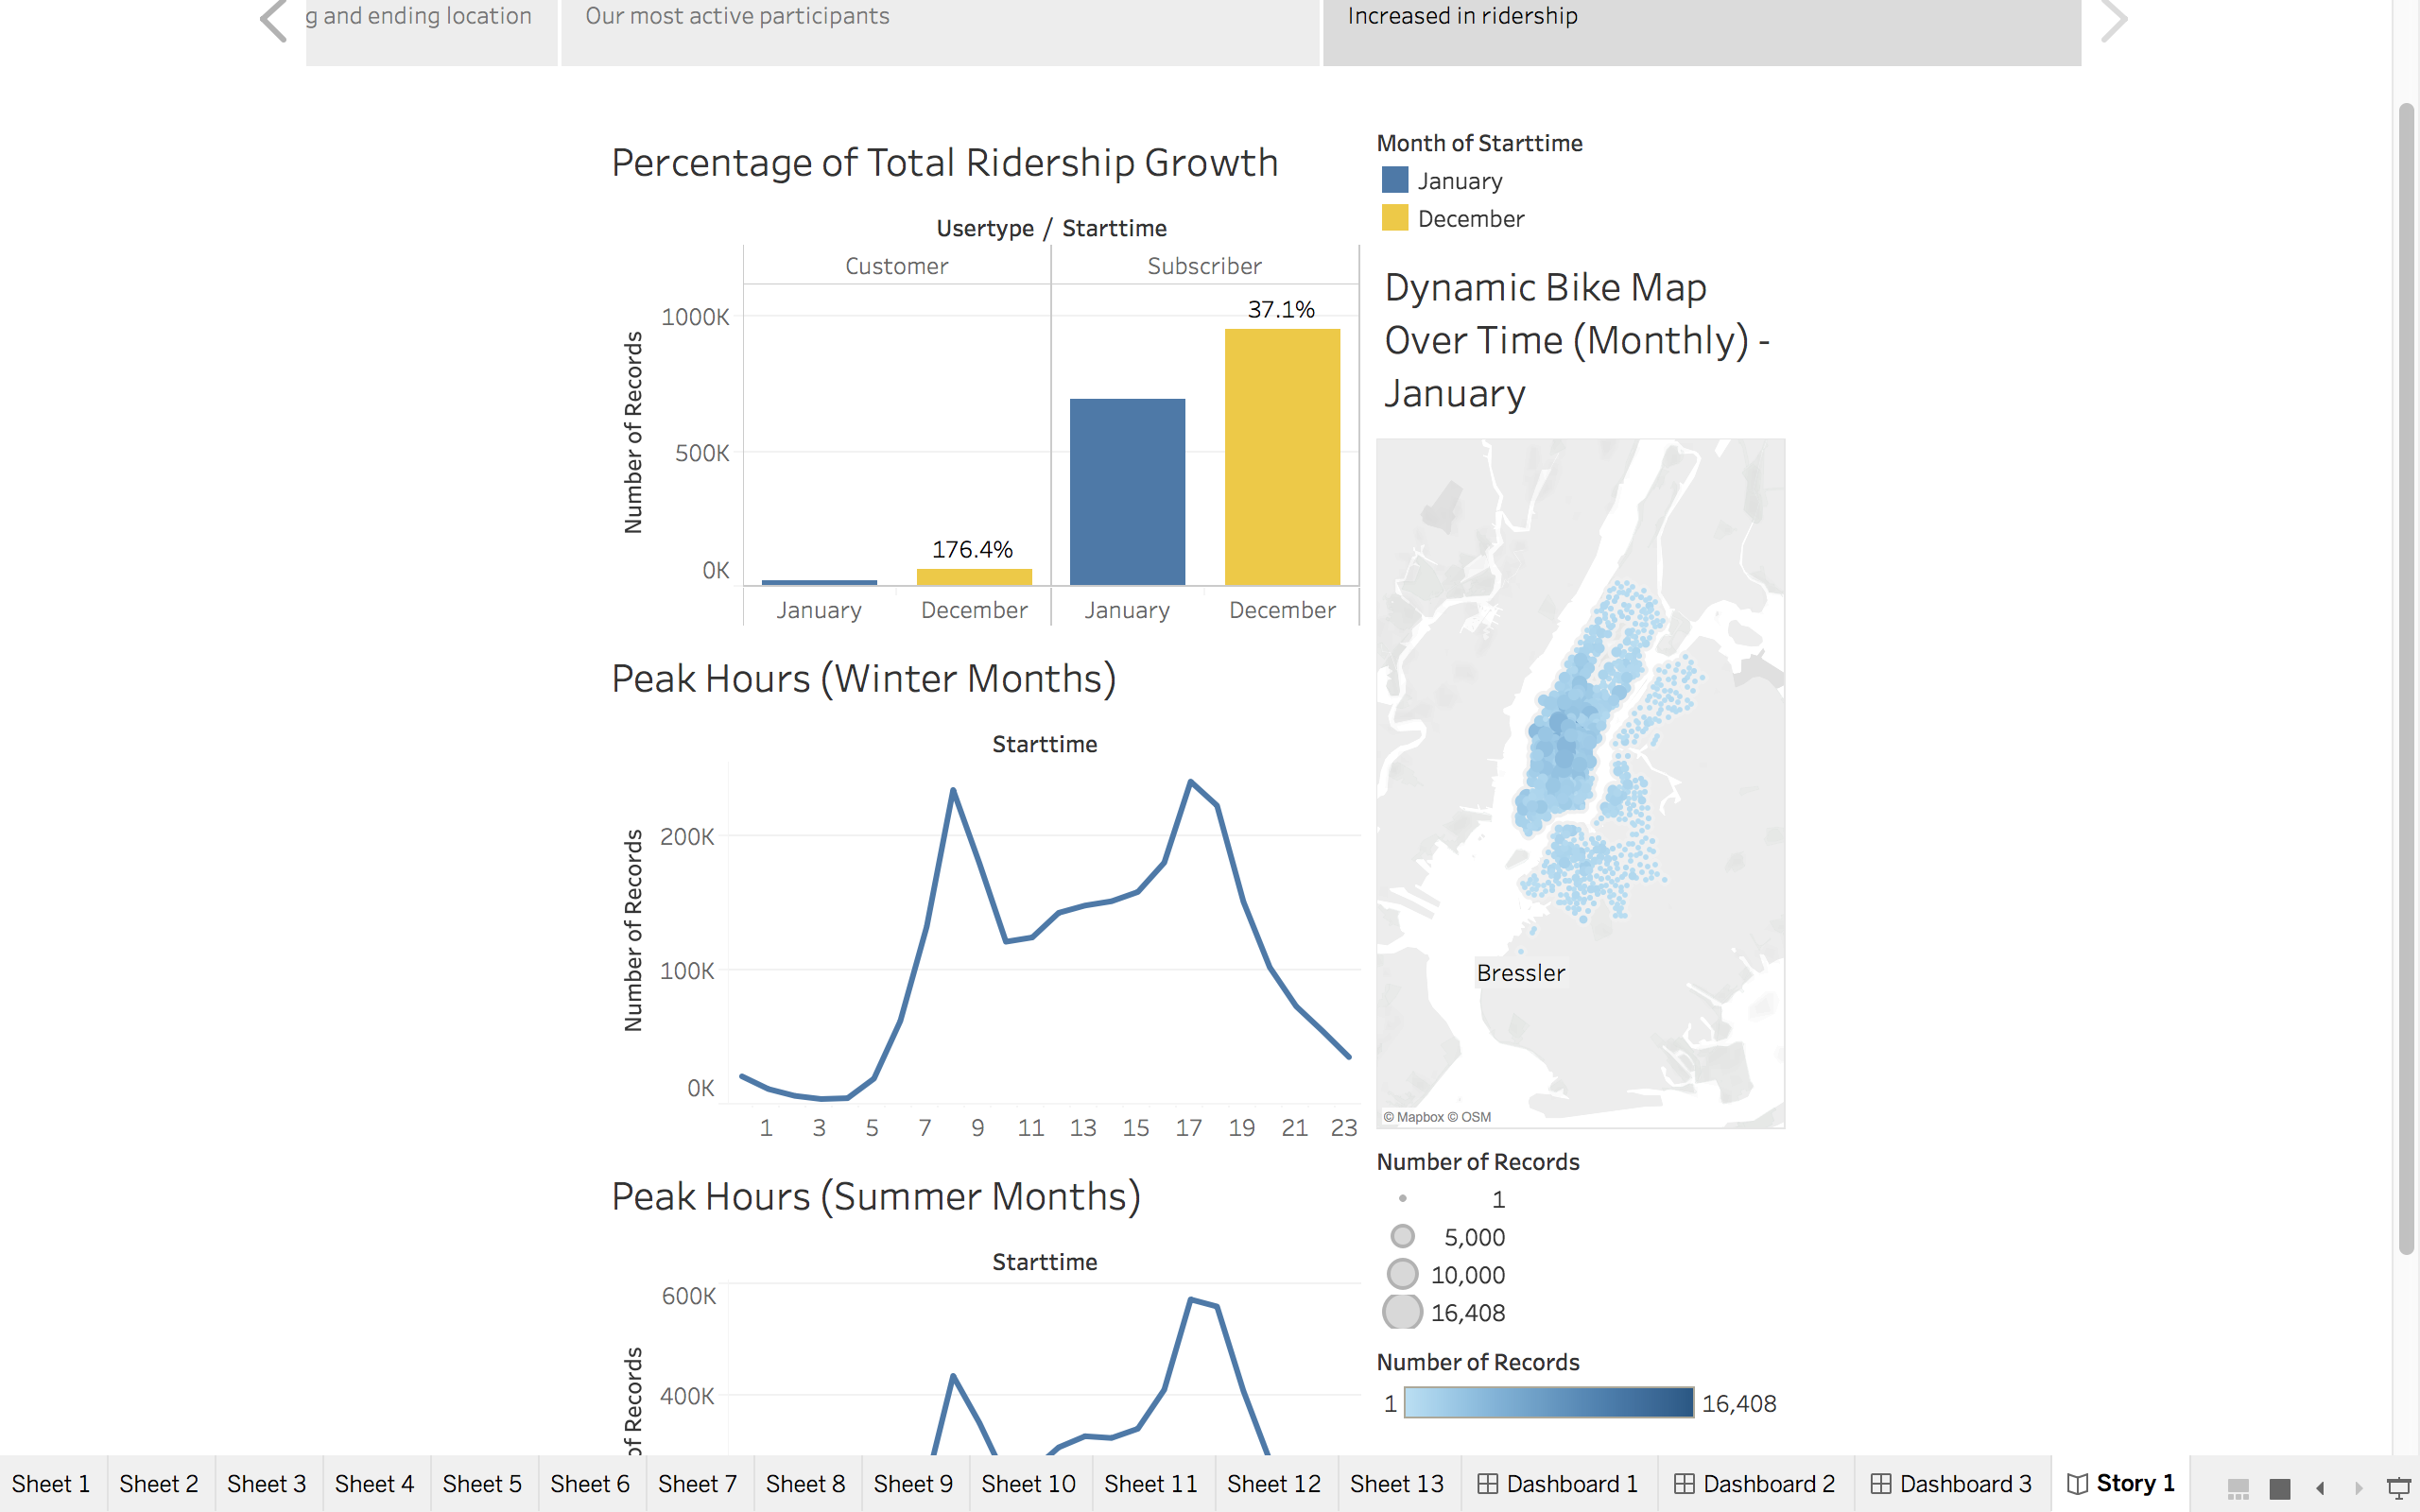 g and ending location
Our most active participants
Increased in ridership
Percentage of Total Ridership Growth
Usertype / Starttime
Customer
Subscriber
Number of Records
1000K
500K
0K
176.4%
37.1%
January
December
January
December
Month of Starttime
January
December
Dynamic Bike Map
Over Time (Monthly) -
January
Bressler
© Mapbox © OSM
Peak Hours (Winter Months)
Starttime
Number of Records
200K
100K
0K
1 3 5 7 9 11 13 15 17 19 21 23
Number of Records
1
5,000
10,000
16,408
Number of Records
1 16,408
Peak Hours (Summer Months)
Starttime
of Records
600K
400K
Sheet 1 Sheet 2 Sheet 3 Sheet 4 Sheet 5 Sheet 6 Sheet 7 Sheet 8 Sheet 9 Sheet 10 Sheet 11 Sheet 12 Sheet 13 Dashboard 1 Dashboard 2 Dashboard 3 Story 1